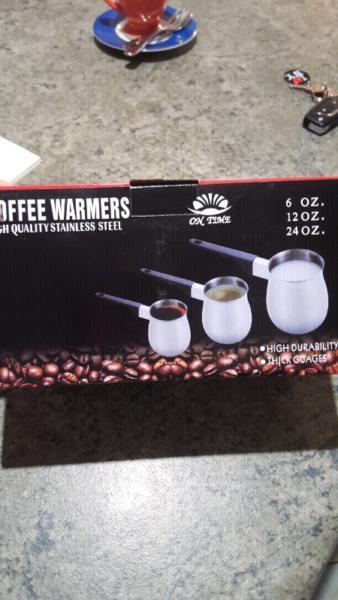 OFFEE WARMERS
GH QUALITY STAINLESS STEEL
ON TIME
6 OZ.
12 OZ.
24 OZ.
•HIGH DURABILITY
•THICK GUAGES